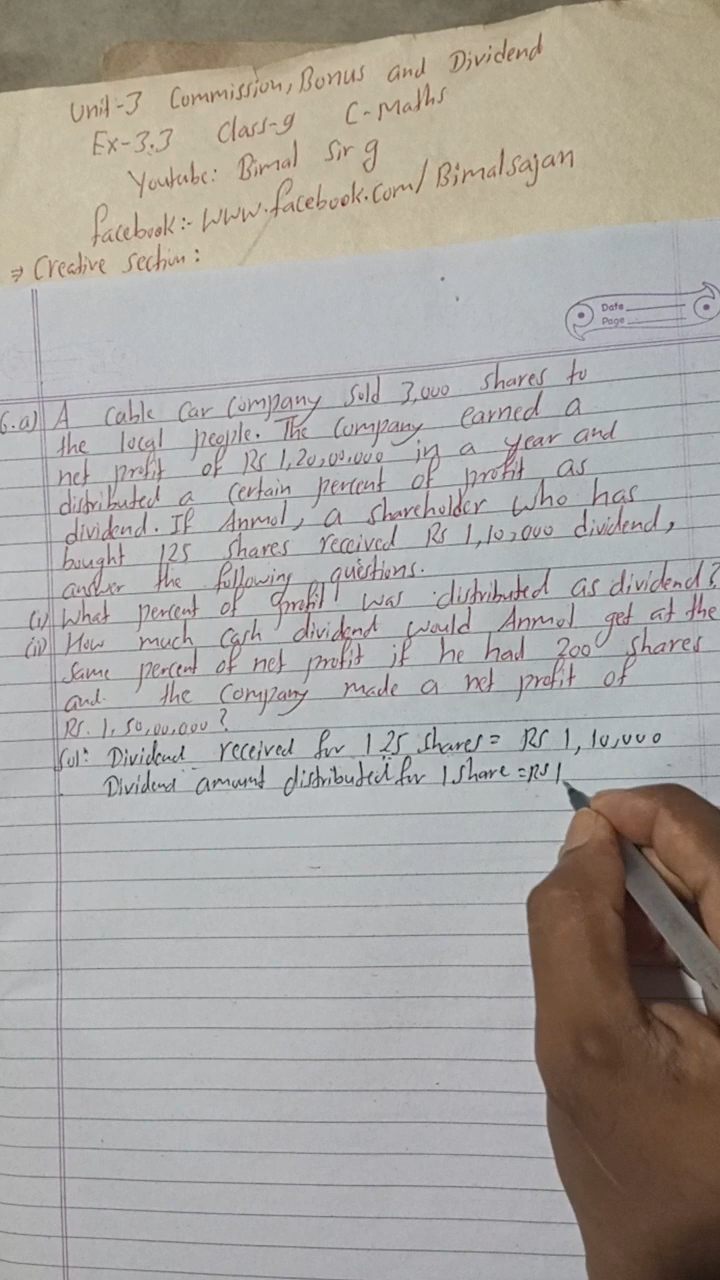 Unit-3 Commission, Bonus and Dividend
Ex-3.3 Class-9 C-Maths
Youtube: Bimal Sir g
facebook:- www.facebook.com/Bimalsajan
⇒ Creative section:
Date
Page
6.a) A Cable Car Company Sold 3,000 shares to
the local people. The Company earned a
net profit of Rs 1,20,00,000 in a year and
distributed a certain percent of profit as
dividend. If Anmol, a shareholder who has
bought 125 shares received Rs 1,10,000 dividend,
answer the following questions.
(i) What percent of profit was distributed as dividend?
(ii) How much cash dividend would Anmol get at the
same percent of net profit if he had 200 shares
and the company made a net profit of
Rs. 1,50,00,000?
Sol: Dividend received for 125 shares = Rs 1,10,000
Dividend amount distributed for 1 share = Rs 1